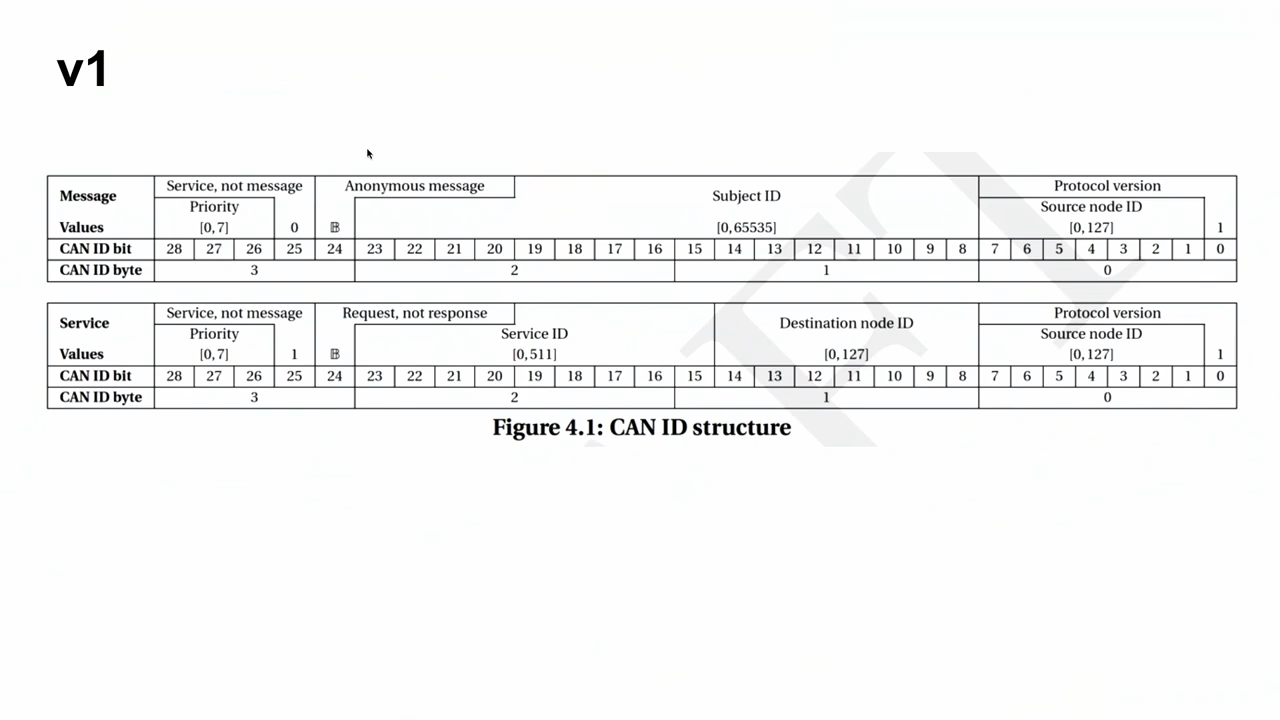 v1
Message Service, not message Anonymous message Subject ID Protocol version
Priority Source node ID
Values [0,7] 0 𝔹 [0,65535] [0,127] 1
CAN ID bit 28 27 26 25 24 23 22 21 20 19 18 17 16 15 14 13 12 11 10 9 8 7 6 5 4 3 2 1 0
CAN ID byte 3 2 1 0
Service Service, not message Request, not response Destination node ID Protocol version
Priority Service ID Source node ID
Values [0,7] 1 𝔹 [0,511] [0,127] [0,127] 1
CAN ID bit 28 27 26 25 24 23 22 21 20 19 18 17 16 15 14 13 12 11 10 9 8 7 6 5 4 3 2 1 0
CAN ID byte 3 2 1 0
Figure 4.1: CAN ID structure